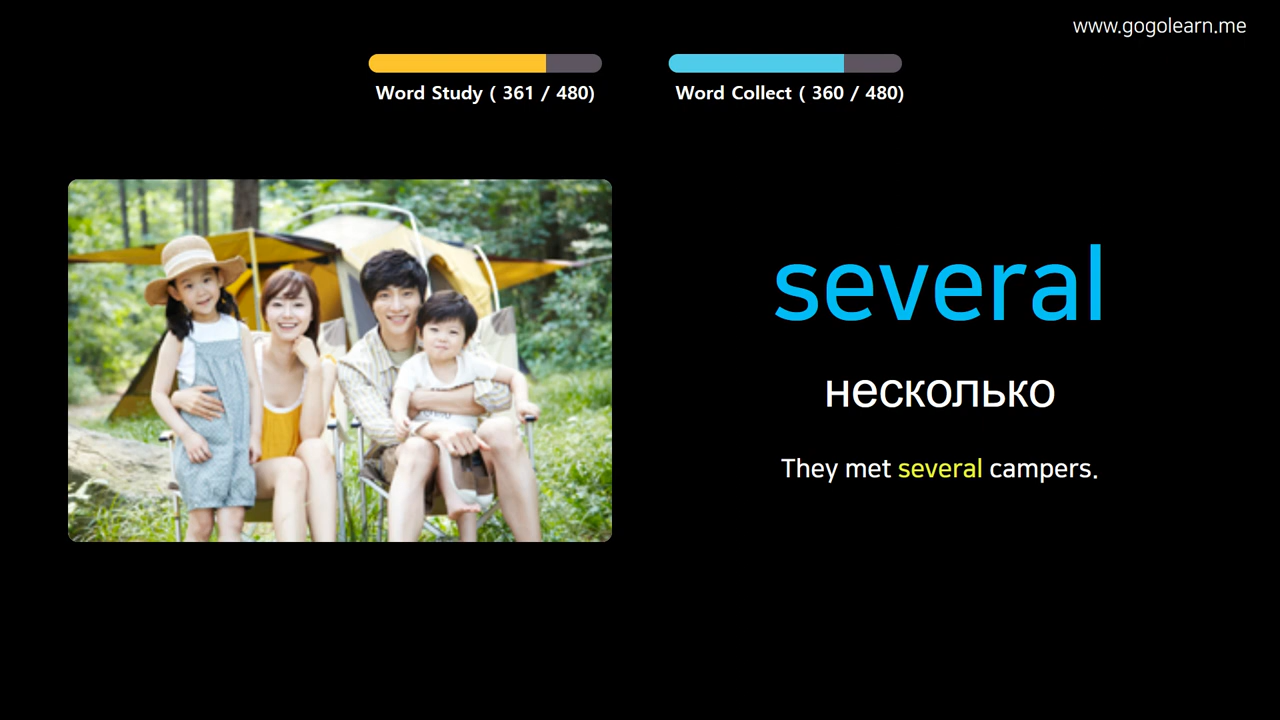 www.gogolearn.me
Word Study ( 361 / 480)
Word Collect ( 360 / 480)
several
несколько
They met several campers.